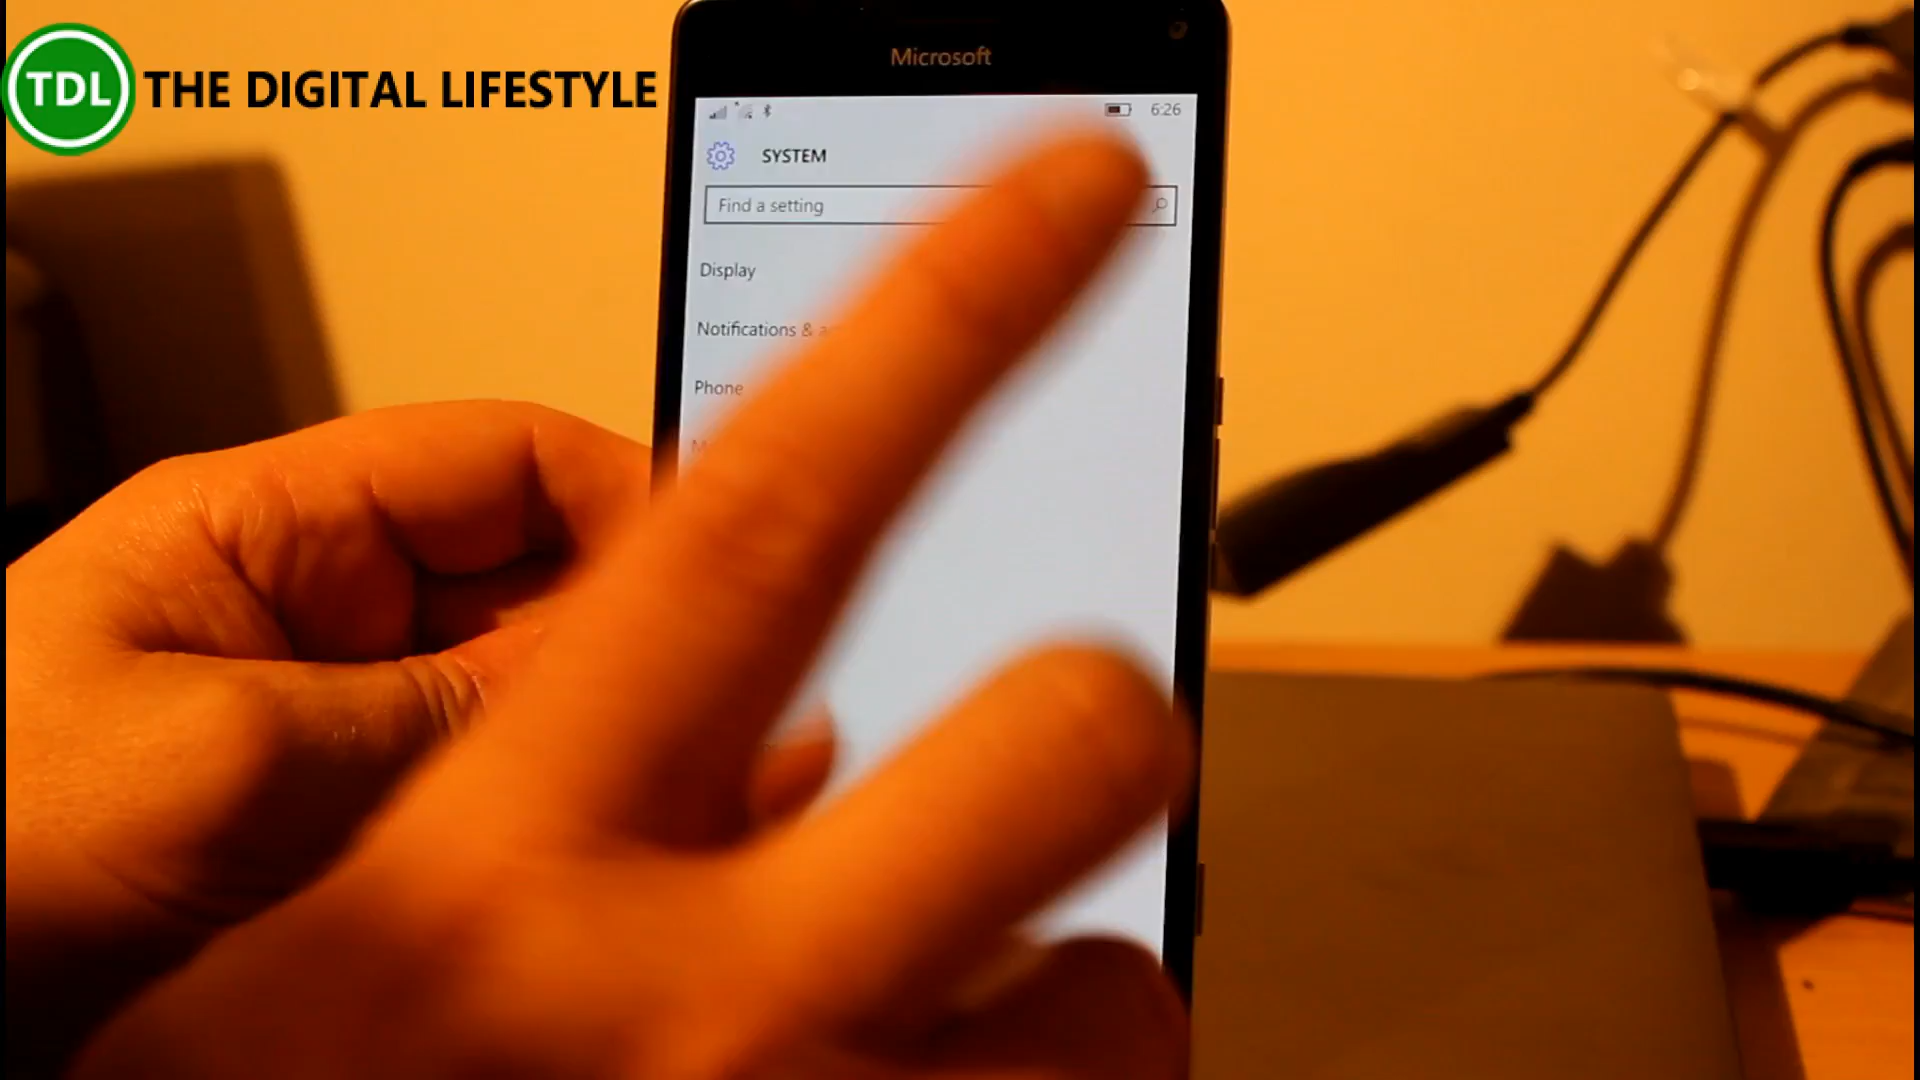 TDL THE DIGITAL LIFESTYLE
Microsoft
6:26
SYSTEM
Find a setting
Display
Notifications &
Phone